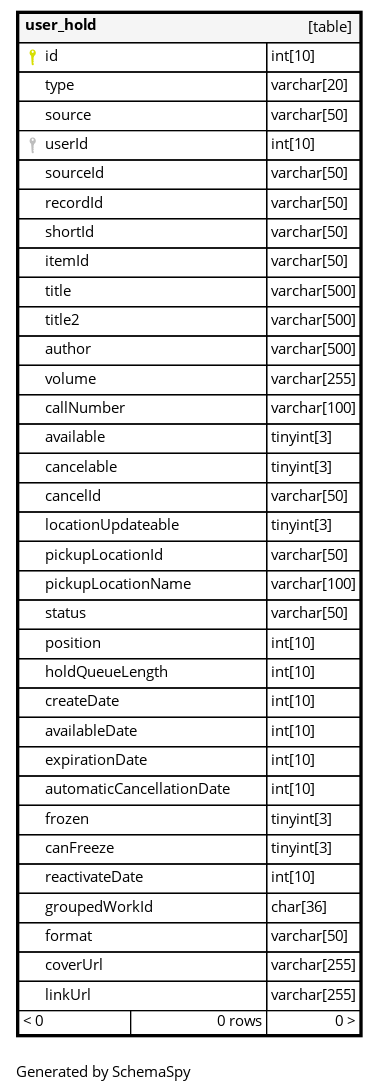 user_hold [table]
id int[10]
type varchar[20]
source varchar[50]
userId int[10]
sourceId varchar[50]
recordId varchar[50]
shortId varchar[50]
itemId varchar[50]
title varchar[500]
title2 varchar[500]
author varchar[500]
volume varchar[255]
callNumber varchar[100]
available tinyint[3]
cancelable tinyint[3]
cancelId varchar[50]
locationUpdateable tinyint[3]
pickupLocationId varchar[50]
pickupLocationName varchar[100]
status varchar[50]
position int[10]
holdQueueLength int[10]
createDate int[10]
availableDate int[10]
expirationDate int[10]
automaticCancellationDate int[10]
frozen tinyint[3]
canFreeze tinyint[3]
reactivateDate int[10]
groupedWorkId char[36]
format varchar[50]
coverUrl varchar[255]
linkUrl varchar[255]
< 0 0 rows 0 >
Generated by SchemaSpy